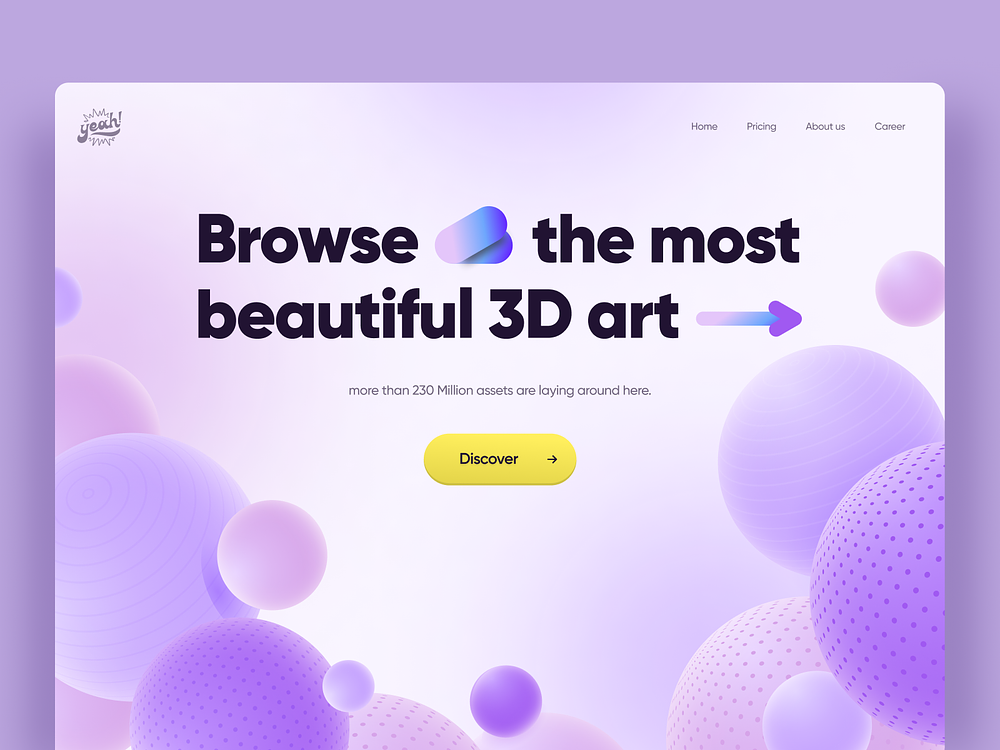 yeah!
Home Pricing About us Career
Browse the most
beautiful 3D art
more than 230 Million assets are laying around here.
Discover →